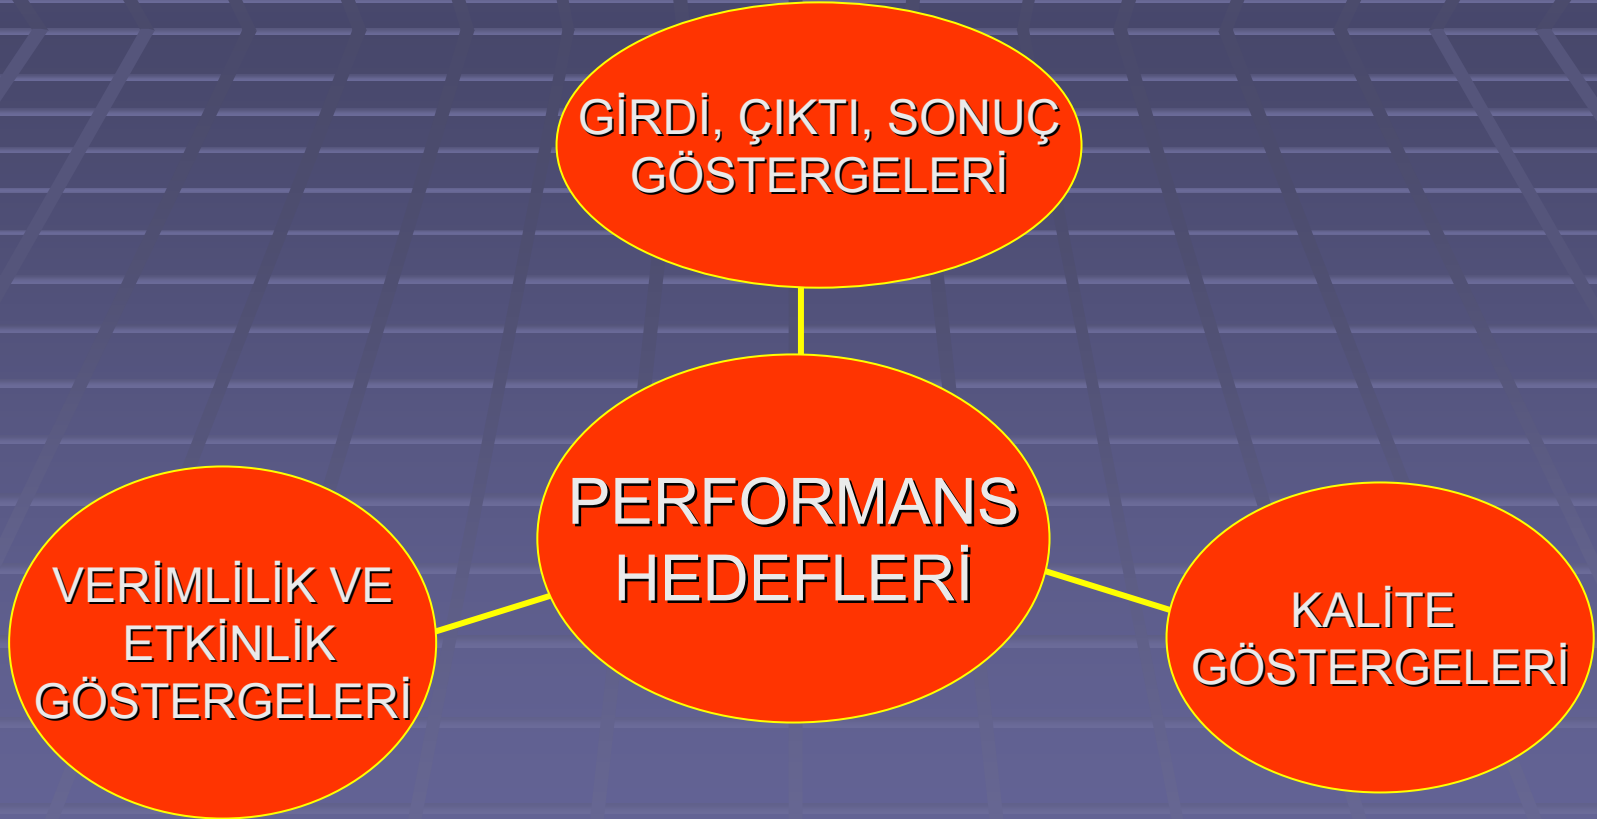 GİRDİ, ÇIKTI, SONUÇ
GÖSTERGELERİ
PERFORMANS
HEDEFLERİ
VERİMLİLİK VE
ETKİNLİK
GÖSTERGELERİ
KALİTE
GÖSTERGELERİ